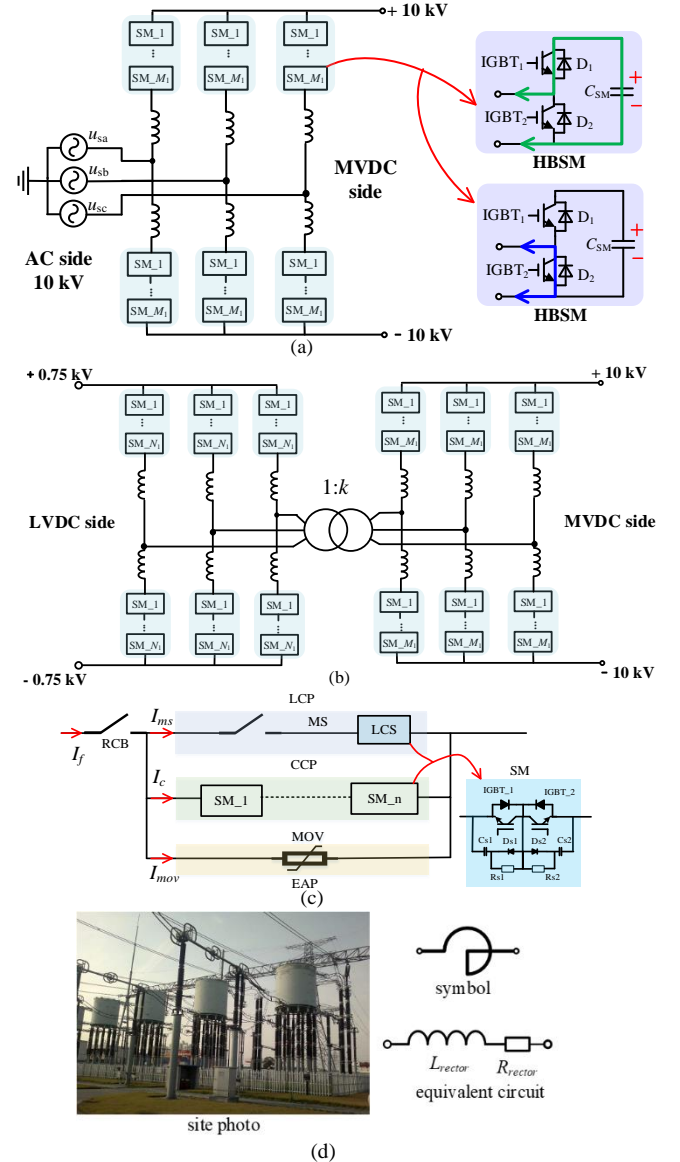 + 10 kV
SM_1
SM_1
SM_1
SM_M1
SM_M1
SM_M1
usa
usb
usc
AC side
10 kV
MVDC
side
SM_1
SM_1
SM_1
SM_M1
SM_M1
SM_M1
- 10 kV
(a)
IGBT1
D1
CSM
+
-
IGBT2
D2
HBSM
IGBT1
D1
CSM
+
-
IGBT2
D2
HBSM
+ 0.75 kV
+ 10 kV
SM_1
SM_1
SM_1
SM_N1
SM_N1
SM_N1
SM_1
SM_1
SM_1
SM_M1
SM_M1
SM_M1
1:k
LVDC side
MVDC side
SM_1
SM_1
SM_1
SM_N1
SM_N1
SM_N1
SM_1
SM_1
SM_1
SM_M1
SM_M1
SM_M1
- 0.75 kV
- 10 kV
(b)
LCP
Ims
MS
LCS
If
RCB
CCP
Ic
SM_1
SM_n
MOV
Imov
EAP
SM
IGBT_1
IGBT_2
Cs1
Ds1
Ds2
Cs2
Rs1
Rs2
(c)
symbol
Lrector
Rrector
equivalent circuit
site photo
(d)